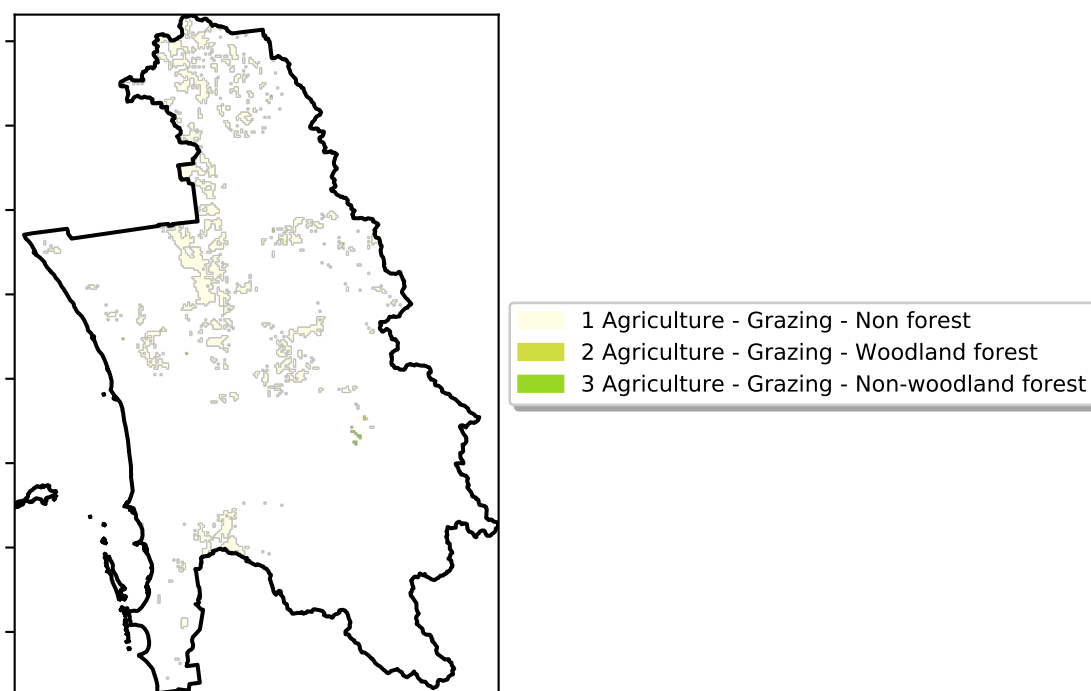 1 Agriculture - Grazing - Non forest
2 Agriculture - Grazing - Woodland forest
3 Agriculture - Grazing - Non-woodland forest